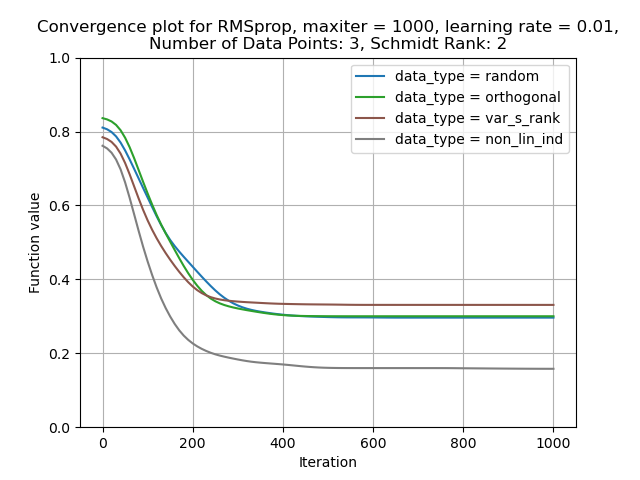 Convergence plot for RMSprop, maxiter = 1000, learning rate = 0.01,
Number of Data Points: 3, Schmidt Rank: 2
data_type = random
data_type = orthogonal
data_type = var_s_rank
data_type = non_lin_ind
Function value
1.0
0.8
0.6
0.4
0.2
0.0
0 200 400 600 800 1000
Iteration